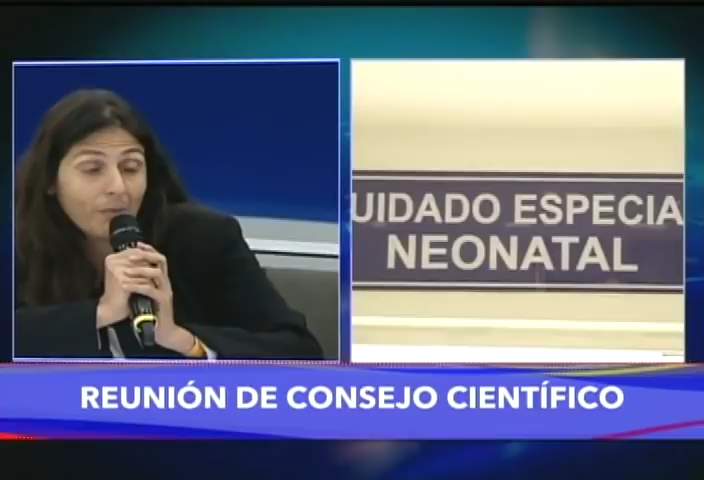 UIDADO ESPECIA
NEONATAL
REUNIÓN DE CONSEJO CIENTÍFICO